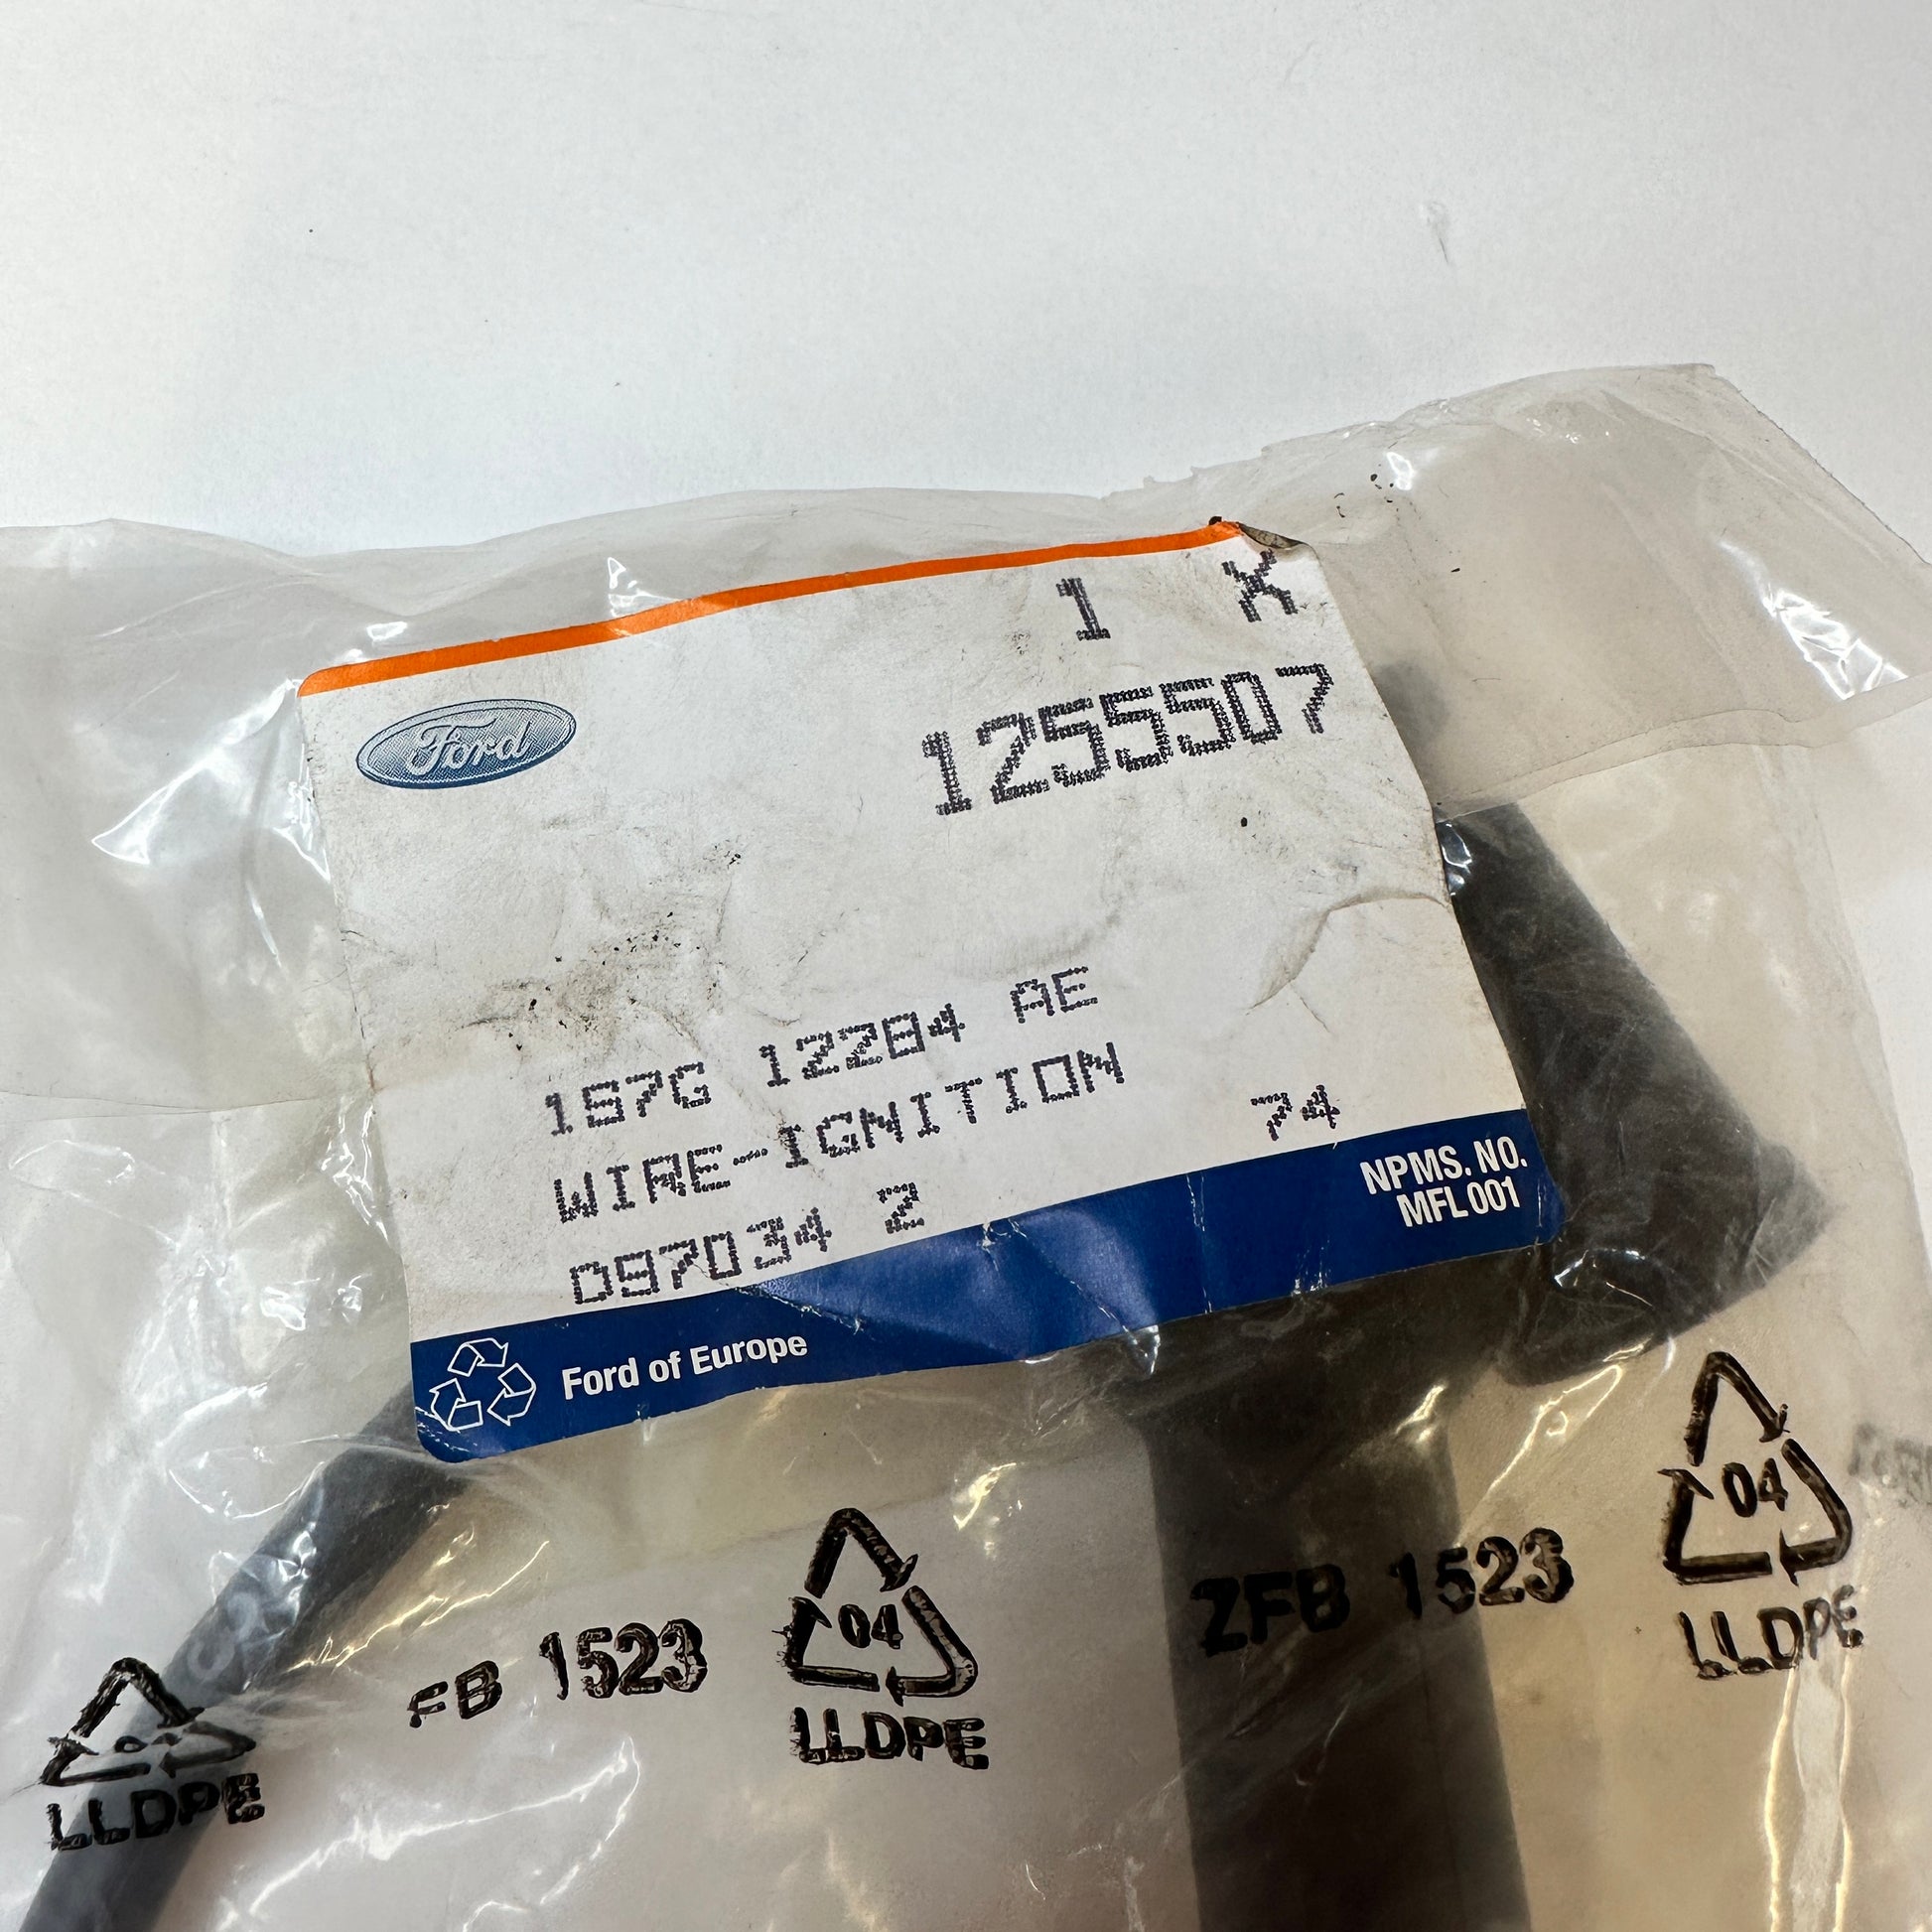 1 X
Ford
1255507
1S7G 12284 AE
WIRE-IGNITION
74
D97034 2
NPMS. NO.
MFL001
Ford of Europe
04
LLDPE
ZFB 1523
04
LLDPE
FB 1523
LLDPE